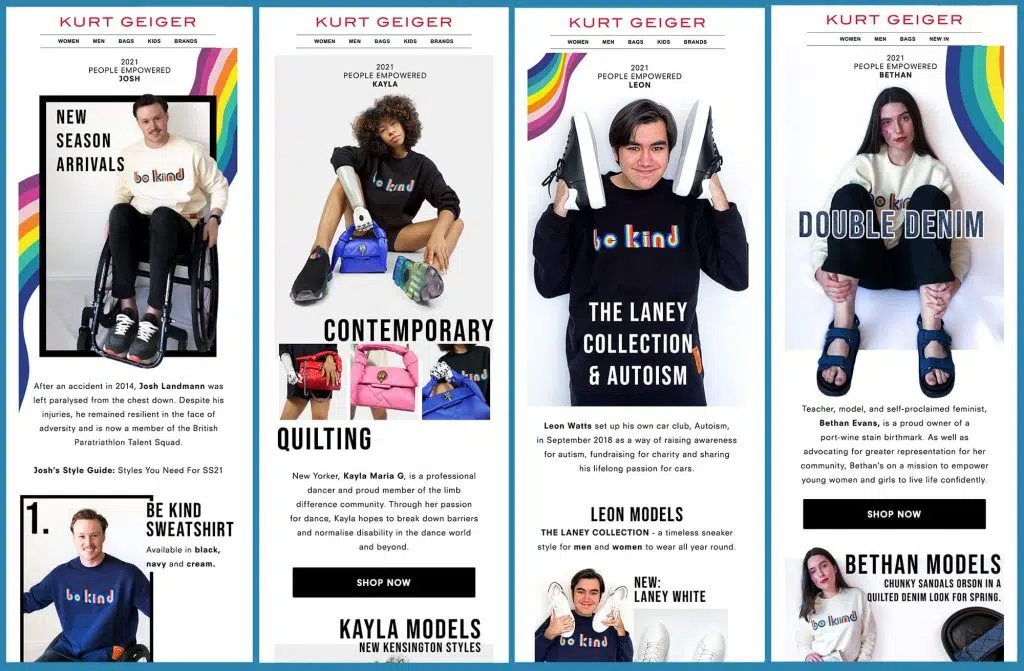 KURT GEIGER
WOMEN MEN BAGS KIDS BRANDS
2021
PEOPLE EMPOWERED
JOSH
NEW
SEASON
ARRIVALS
be kind
After an accident in 2014, Josh Landmann was
left paralysed from the chest down. Despite his
injuries, he remained resilient in the face of
adversity and is now a member of the British
Paratriathlon Talent Squad.
Josh's Style Guide: Styles You Need For SS21
1.
BE KIND
SWEATSHIRT
Available in black,
navy and cream.
be kind
KURT GEIGER
WOMEN MEN BAGS KIDS BRANDS
2021
PEOPLE EMPOWERED
KAYLA
be kind
CONTEMPORARY
kind
QUILTING
New Yorker, Kayla Maria G, is a professional
dancer and proud member of the limb
difference community. Through her passion
for dance, Kayla hopes to break down barriers
and normalise disability in the dance world
and beyond.
SHOP NOW
KAYLA MODELS
NEW KENSINGTON STYLES
KURT GEIGER
WOMEN MEN BAGS KIDS BRANDS
2021
PEOPLE EMPOWERED
LEON
be kind
THE LANEY
COLLECTION
& AUTOISM
Leon Watts set up his own car club, Autoism,
in September 2018 as a way of raising awareness
for autism, fundraising for charity and sharing
his lifelong passion for cars.
LEON MODELS
THE LANEY COLLECTION - a timeless sneaker
style for men and women to wear all year round.
NEW:
LANEY WHITE
be kind
KURT GEIGER
WOMEN MEN BAGS NEW IN
2021
PEOPLE EMPOWERED
BETHAN
be kind
DOUBLE DENIM
Teacher, model, and self-proclaimed feminist,
Bethan Evans, is a proud owner of a
port-wine stain birthmark. As well as
advocating for greater representation for her
community, Bethan's on a mission to empower
young women and girls to live life confidently.
SHOP NOW
BETHAN MODELS
CHUNKY SANDALS ORSON IN A
QUILTED DENIM LOOK FOR SPRING.
be kind